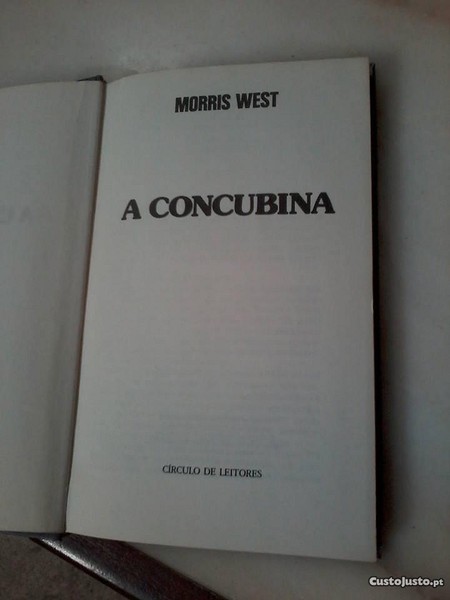 MORRIS WEST
A CONCUBINA
CÍRCULO DE LEITORES
CustoJusto.pt